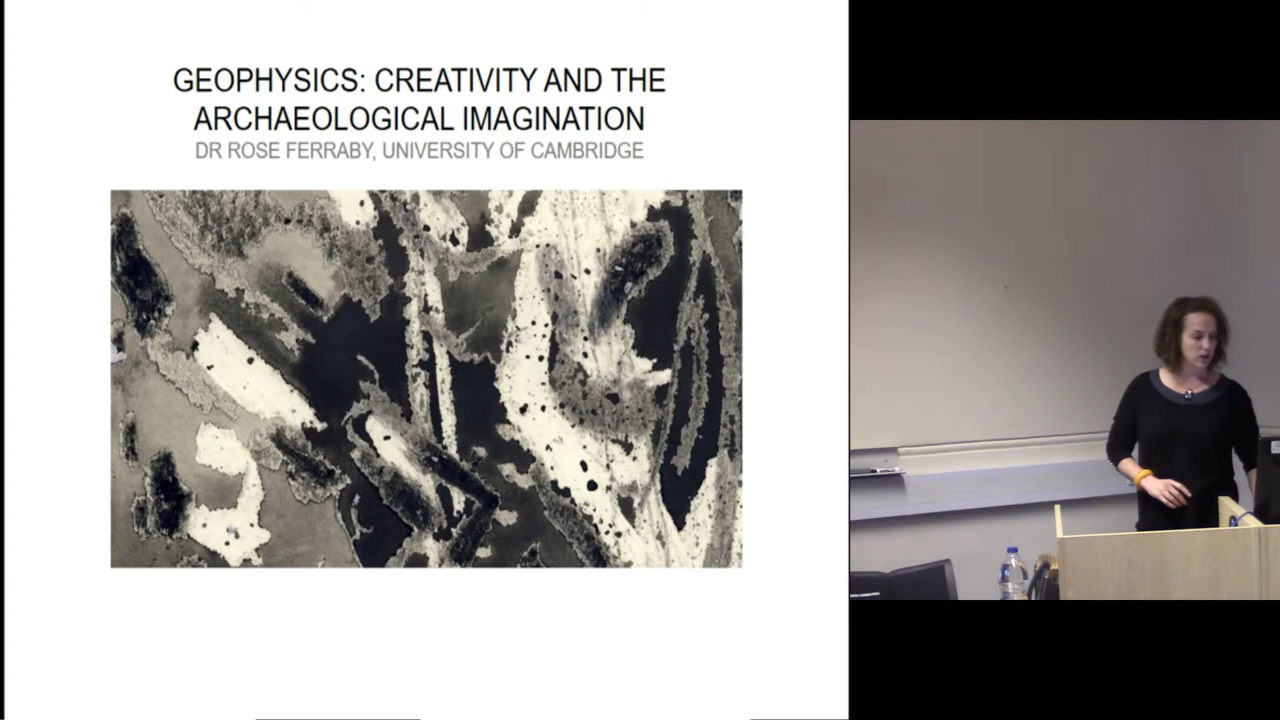 GEOPHYSICS: CREATIVITY AND THE
ARCHAEOLOGICAL IMAGINATION
DR ROSE FERRABY, UNIVERSITY OF CAMBRIDGE